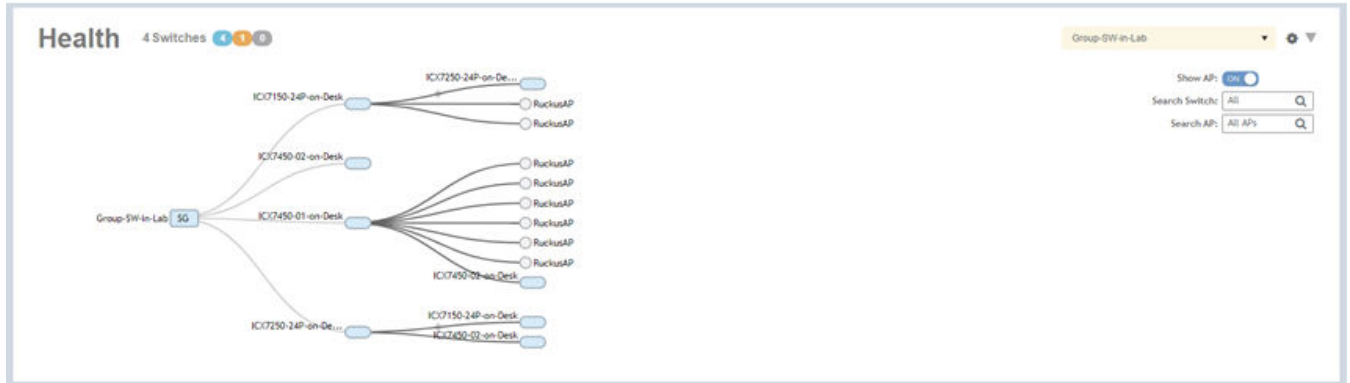 Health 4 Switches 4 1 0 Group-SW-in-Lab
Show AP: ON
Search Switch: All
Search AP: All APs
ICX7250-24P-on-De...
ICX7150-24P-on-Desk
RuckusAP
RuckusAP
ICX7450-02-on-Desk
RuckusAP
RuckusAP
RuckusAP
Group-SW-in-Lab SG
ICX7450-01-on-Desk
RuckusAP
RuckusAP
RuckusAP
ICX7450-02-on-Desk
ICX7150-24P-on-Desk
ICX7250-24P-on-De...
ICX7450-02-on-Desk